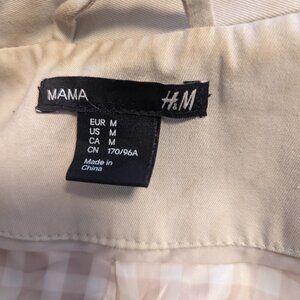 MAMA H&M
EUR M
US M
CA M
CN 170/96A
Made in
China